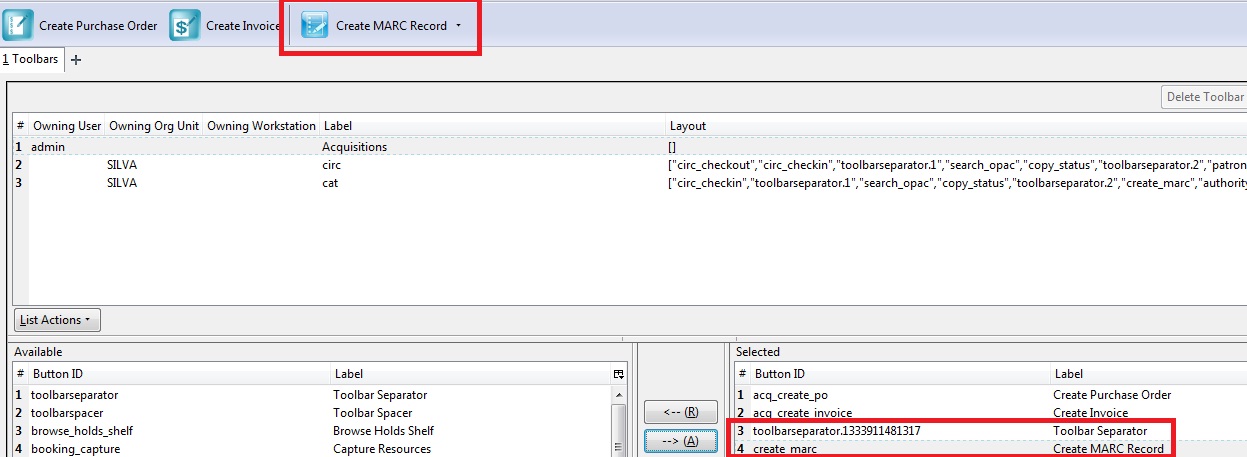 Create Purchase Order Create Invoice Create MARC Record
1 Toolbars +
Delete Toolbar
# Owning User Owning Org Unit Owning Workstation Label Layout
1 admin Acquisitions []
2 SILVA circ ["circ_checkout","circ_checkin","toolbarseparator.1","search_opac","copy_status","toolbarseparator.2","patron
3 SILVA cat ["circ_checkin","toolbarseparator.1","search_opac","copy_status","toolbarseparator.2","create_marc","authority
List Actions
Available Selected
# Button ID Label # Button ID Label
1 toolbarseparator Toolbar Separator 1 acq_create_po Create Purchase Order
2 toolbarspacer Toolbar Spacer <-- (R) 2 acq_create_invoice Create Invoice
3 browse_holds_shelf Browse Holds Shelf 3 toolbarseparator.1333911481317 Toolbar Separator
4 booking_capture Capture Resources --> (A) 4 create_marc Create MARC Record